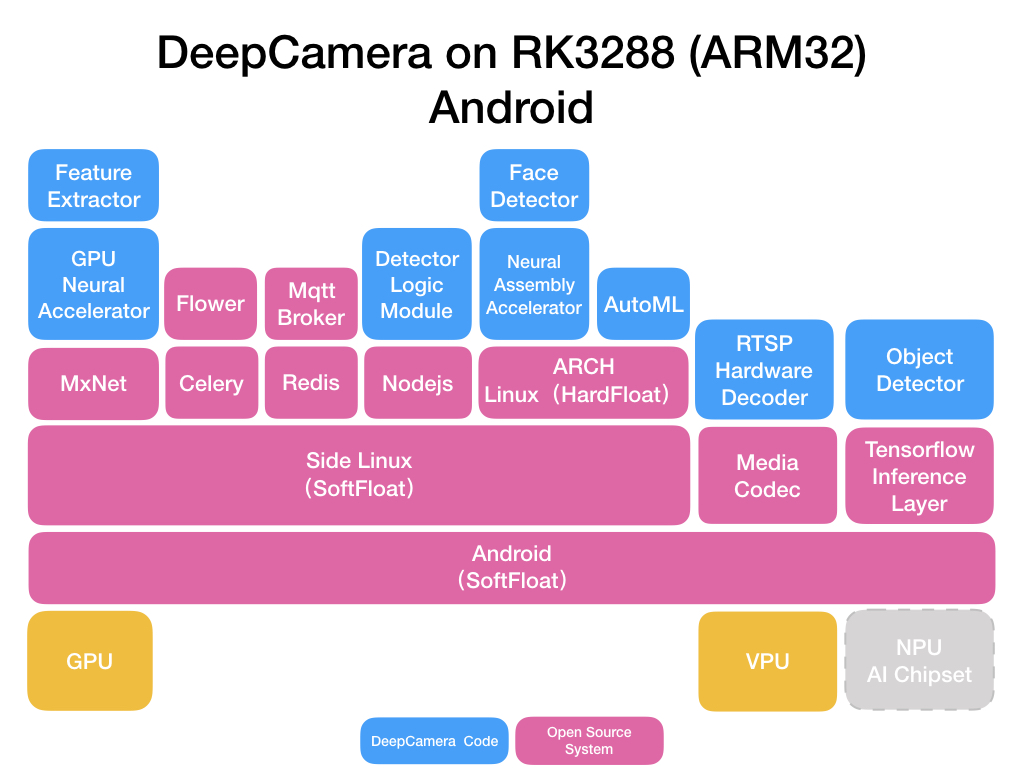 DeepCamera on RK3288 (ARM32)
Android
Feature
Extractor
Face
Detector
GPU
Neural
Accelerator
Flower
Mqtt
Broker
Detector
Logic
Module
Neural
Assembly
Accelerator
AutoML
RTSP
Hardware
Decoder
Object
Detector
MxNet
Celery
Redis
Nodejs
ARCH
Linux（HardFloat）
Side Linux
（SoftFloat）
Media
Codec
Tensorflow
Inference
Layer
Android
（SoftFloat）
GPU
VPU
NPU
AI Chipset
DeepCamera Code
Open Source
System